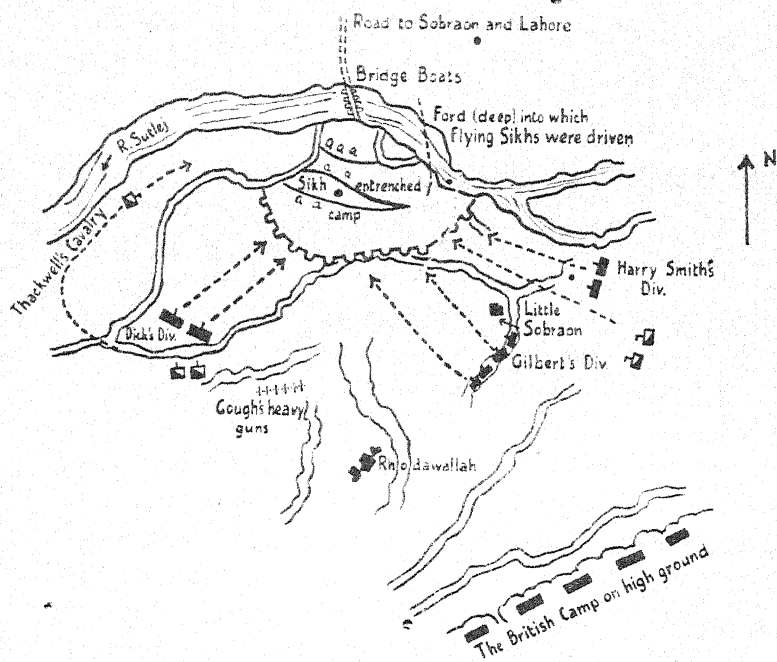 Road to Sobraon and Lahore
Bridge Boats
Ford (deep) into which
flying Sikhs were driven
R. Sutlej
N
Sikh entrenched
camp
Thackwell's Cavalry
Harry Smith's
Div.
Dick's Div.
Little
Sobraon
Gilbert's Div.
Gough's heavy
guns
The British Camp on high ground